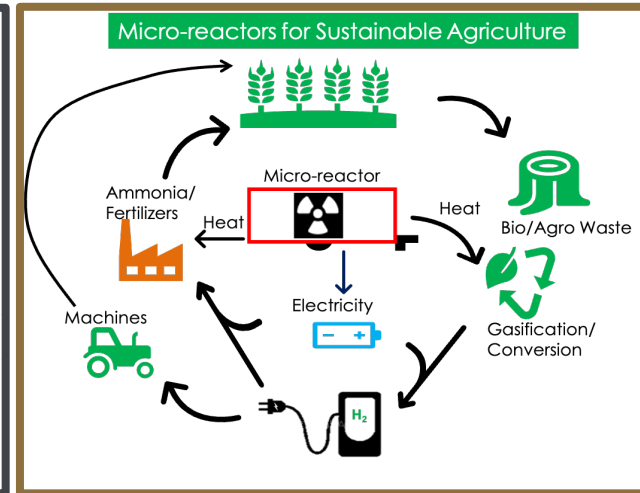 Micro-reactors for Sustainable Agriculture
Micro-reactor
Ammonia/
Fertilizers
Heat
Heat
Bio/Agro Waste
Electricity
Machines
Gasification/
Conversion
- +
H₂